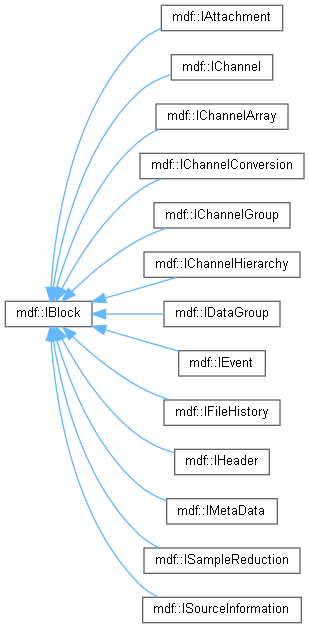 mdf::IAttachment
mdf::IChannel
mdf::IChannelArray
mdf::IChannelConversion
mdf::IChannelGroup
mdf::IChannelHierarchy
mdf::IBlock
mdf::IDataGroup
mdf::IEvent
mdf::IFileHistory
mdf::IHeader
mdf::IMetaData
mdf::ISampleReduction
mdf::ISourceInformation